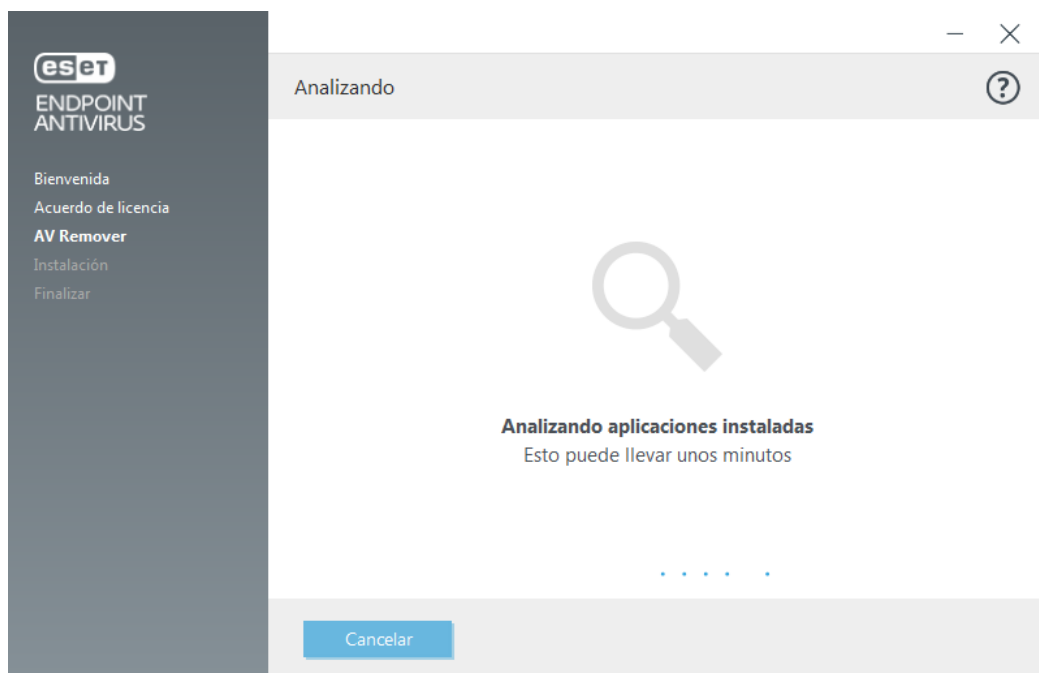 eset
ENDPOINT
ANTIVIRUS
Bienvenida
Acuerdo de licencia
AV Remover
Instalación
Finalizar
Analizando
?
Analizando aplicaciones instaladas
Esto puede llevar unos minutos
Cancelar